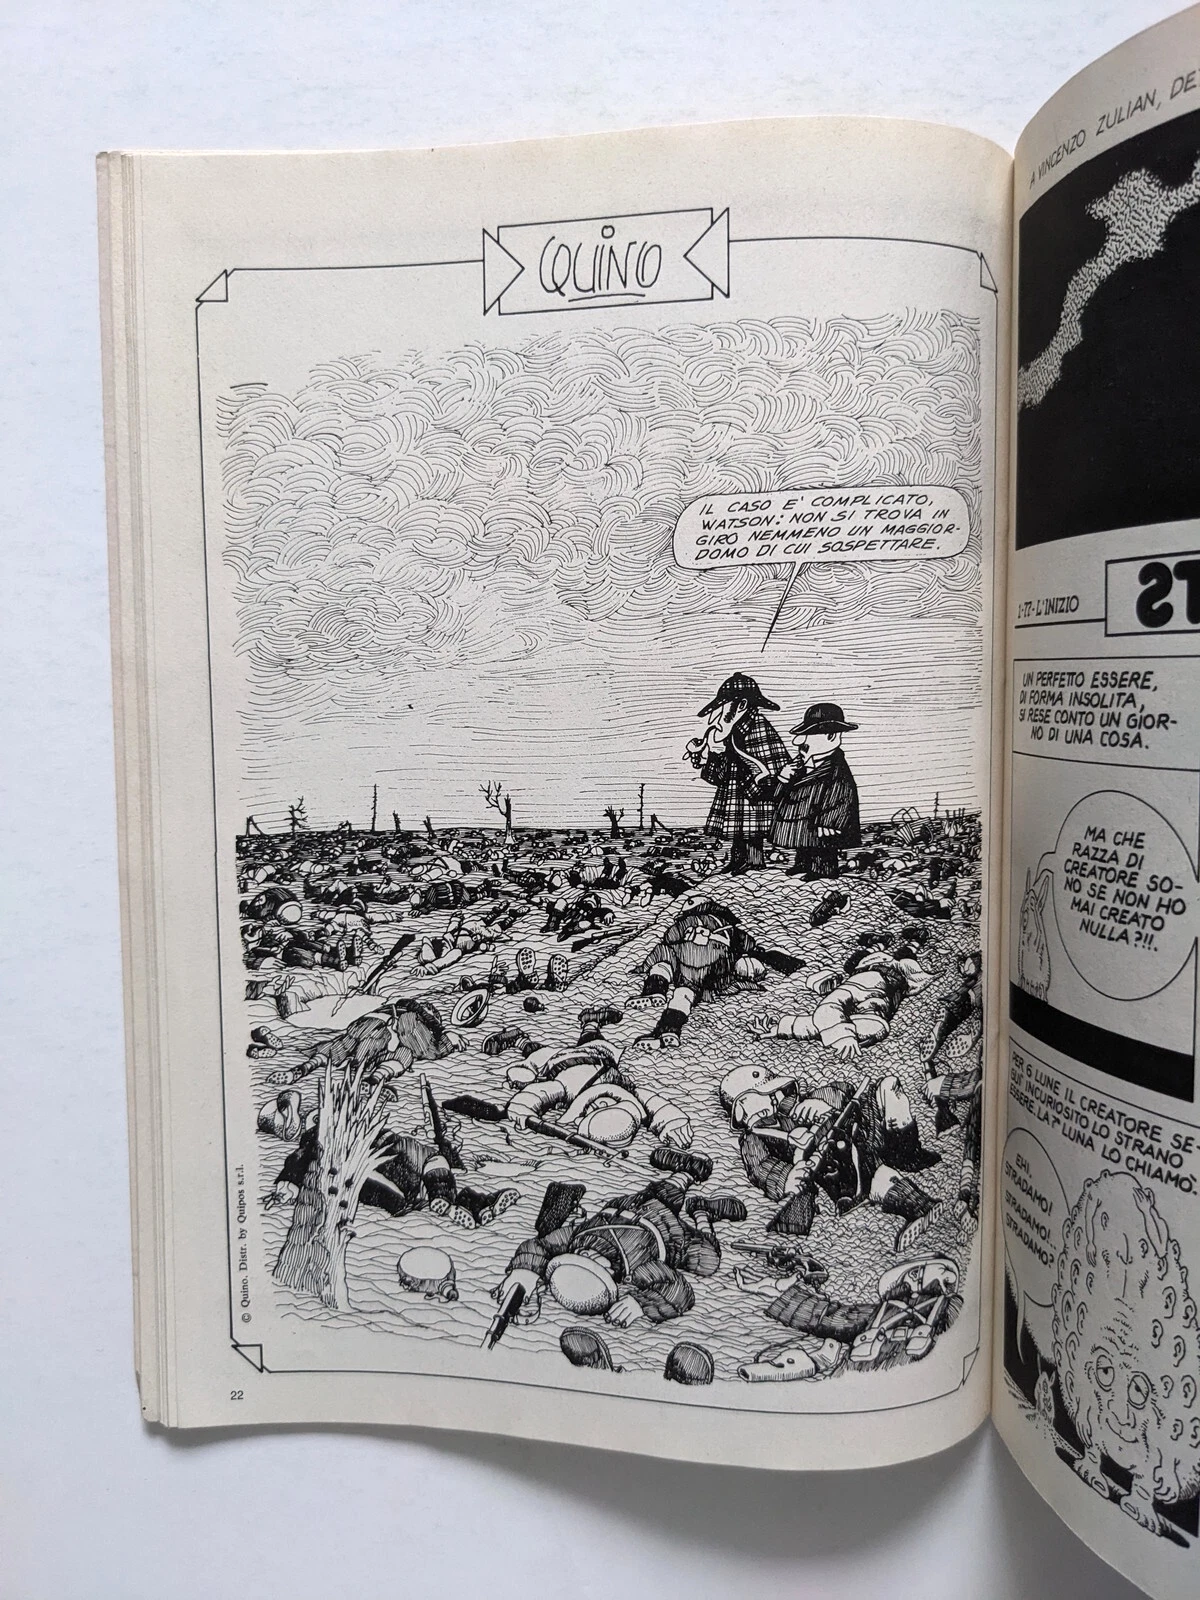 QUINO
IL CASO E' COMPLICATO,
WATSON: NON SI TROVA IN
GIRO NEMMENO UN MAGGIOR-
DOMO DI CUI SOSPETTARE.
© Quino. Distr. by Quipos s.r.l.
22
A VINCENZO ZULIAN,
L'INIZIO
UN PERFETTO ESSERE,
DI FORMA INSOLITA,
SI RESE CONTO UN GIOR-
NO DI UNA COSA.
MA CHE
RAZZA DI
CREATORE SO-
NO SE NON HO
MAI CREATO
NULLA?!!.
PER 6 LUNE IL CREATORE SE-
GUÌ INCURIOSITO LO STRANO
ESSERE. LA 7ª LUNA LO CHIAMÒ:
EHI,
STRADAMO!
STRADAMO!
STRADAMO?